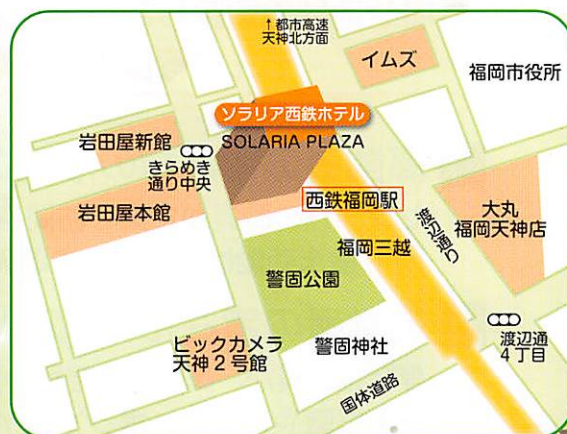 ↑都市高速
天神北方面
イムズ
福岡市役所
ソラリア西鉄ホテル
SOLARIA PLAZA
岩田屋新館
きらめき
通り中央
岩田屋本館
西鉄福岡駅
渡辺通り
大丸
福岡天神店
福岡三越
警固公園
ビックカメラ
天神2号館
警固神社
渡辺通
4丁目
国体道路